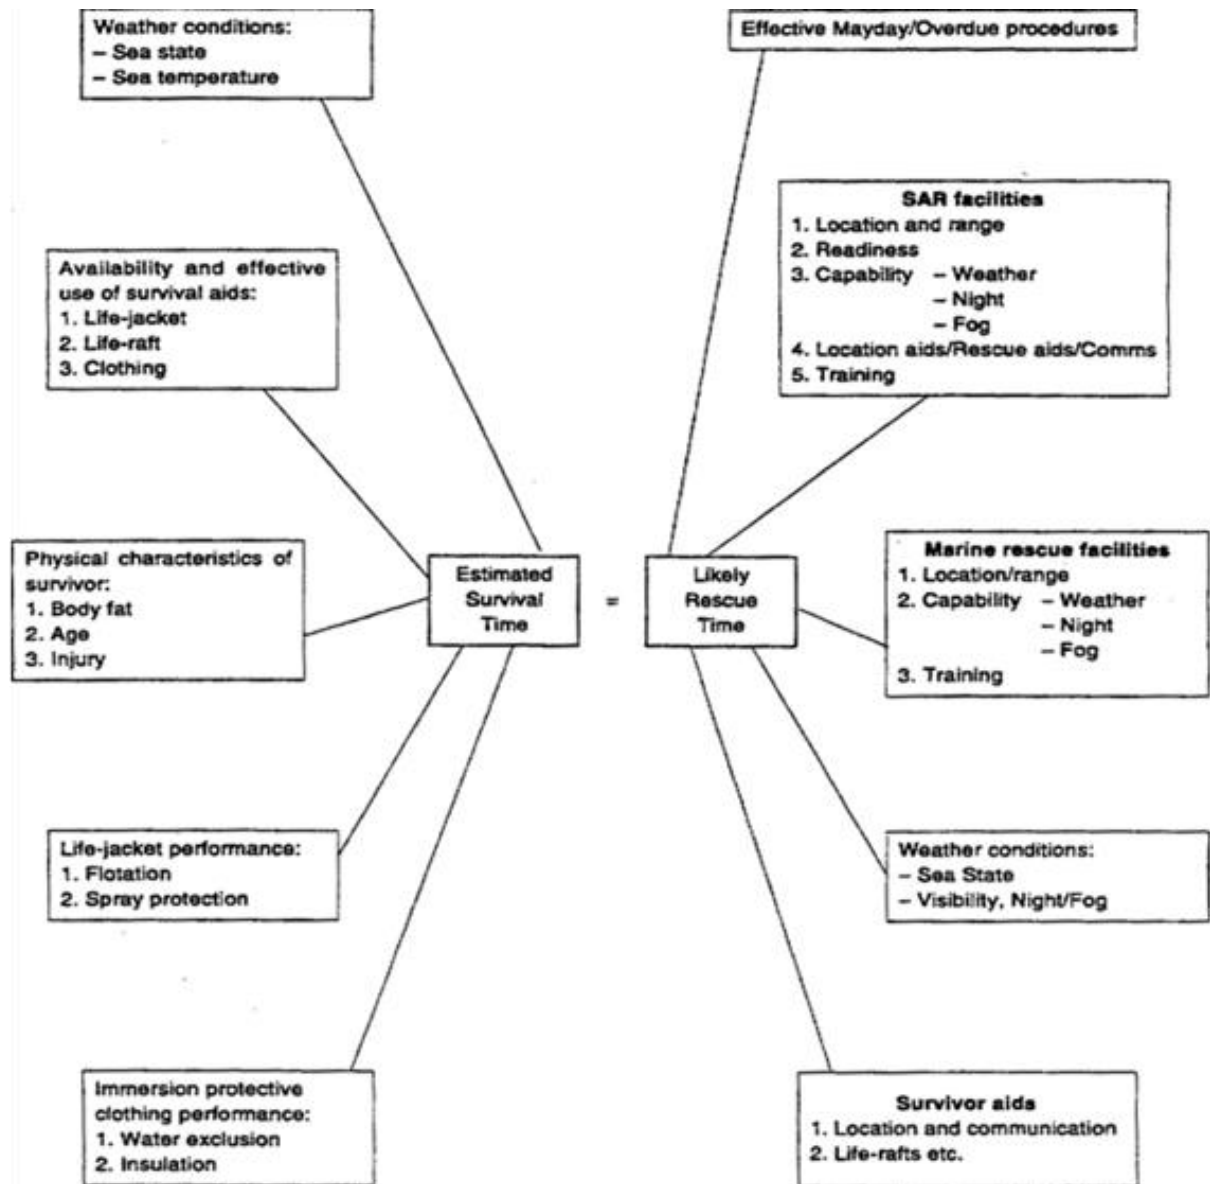 Weather conditions:
– Sea state
– Sea temperature
Availability and effective
use of survival aids:
1. Life-jacket
2. Life-raft
3. Clothing
Physical characteristics of
survivor:
1. Body fat
2. Age
3. Injury
Life-jacket performance:
1. Flotation
2. Spray protection
Immersion protective
clothing performance:
1. Water exclusion
2. Insulation
Estimated
Survival
Time
=
Likely
Rescue
Time
Effective Mayday/Overdue procedures
SAR facilities
1. Location and range
2. Readiness
3. Capability – Weather
– Night
– Fog
4. Location aids/Rescue aids/Comms
5. Training
Marine rescue facilities
1. Location/range
2. Capability – Weather
– Night
– Fog
3. Training
Weather conditions:
– Sea State
– Visibility, Night/Fog
Survivor aids
1. Location and communication
2. Life-rafts etc.